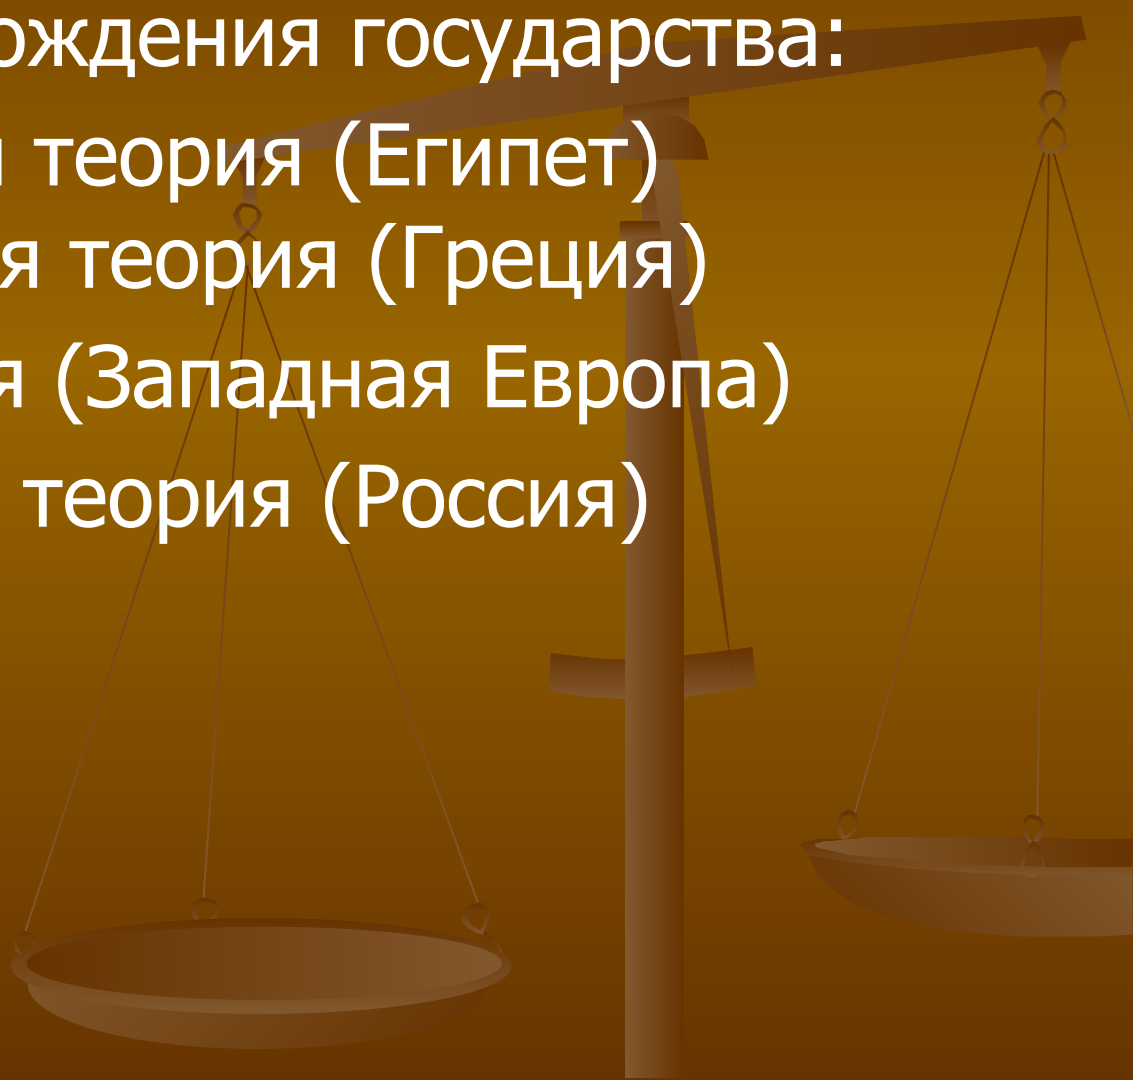 ождения государства:
теория (Египет)
я теория (Греция)
я (Западная Европа)
теория (Россия)